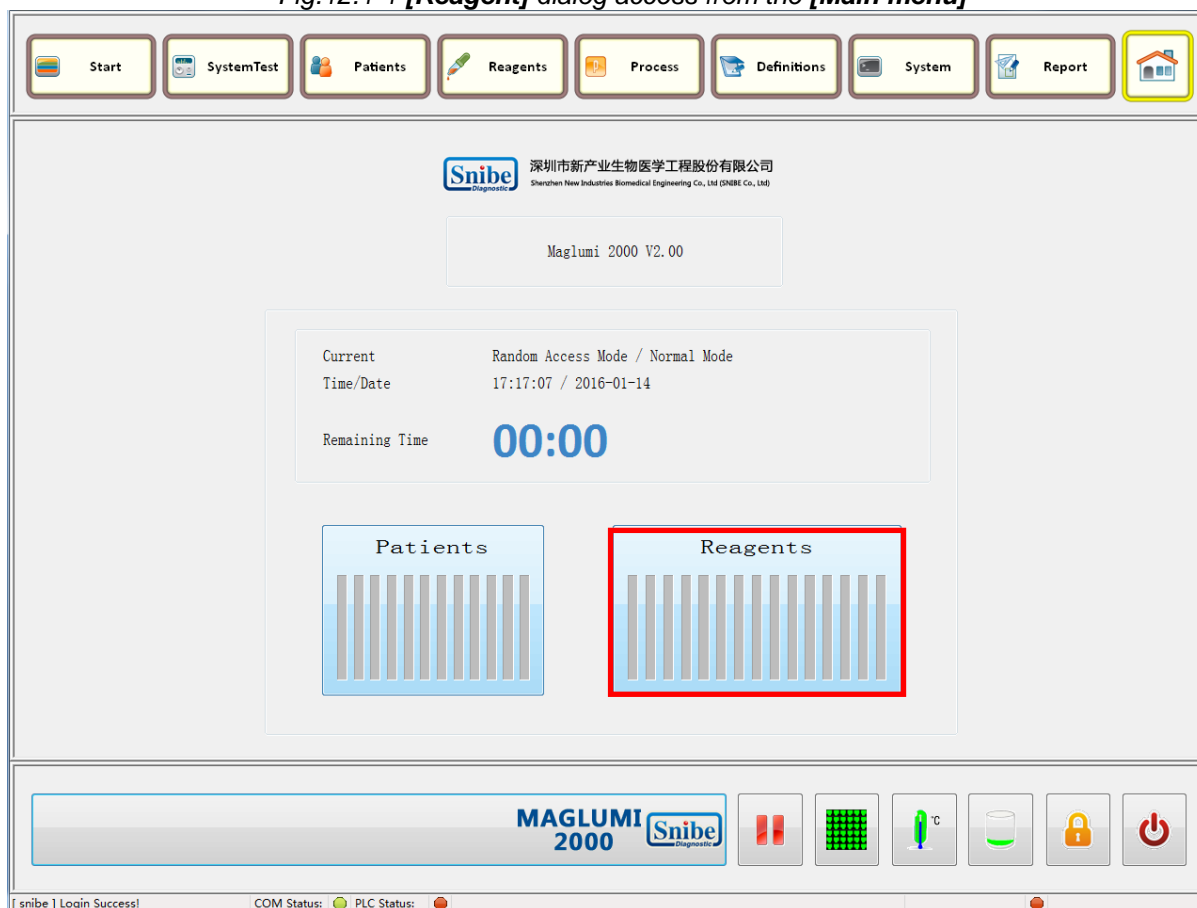 Fig.12.1-1 [Reagent] dialog access from the [Main menu]
Start SystemTest Patients Reagents Process Definitions System Report
Snibe
Diagnostic
深圳市新产业生物医学工程股份有限公司
Shenzhen New Industries Biomedical Engineering Co., Ltd (SNIBE Co., Ltd)
Maglumi 2000 V2.00
Current Random Access Mode / Normal Mode
Time/Date 17:17:07 / 2016-01-14
Remaining Time 00:00
Patients Reagents
MAGLUMI
2000
Snibe
Diagnostic
°C
[ snibe ] Login Success! COM Status: PLC Status: